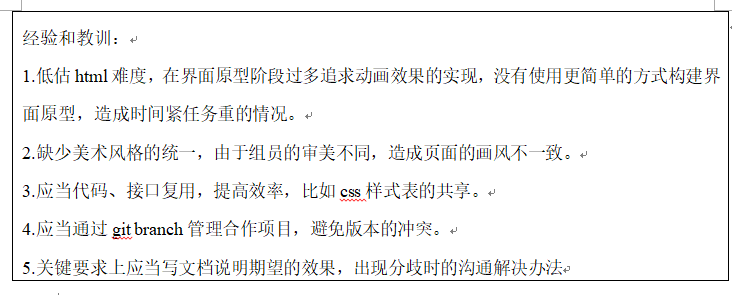 经验和教训：
1.低估 html 难度，在界面原型阶段过多追求动画效果的实现，没有使用更简单的方式构建界
面原型，造成时间紧任务重的情况。
2.缺少美术风格的统一，由于组员的审美不同，造成页面的画风不一致。
3.应当代码、接口复用，提高效率，比如 css 样式表的共享。
4.应当通过 git branch 管理合作项目，避免版本的冲突。
5.关键要求上应当写文档说明期望的效果，出现分歧时的沟通解决办法